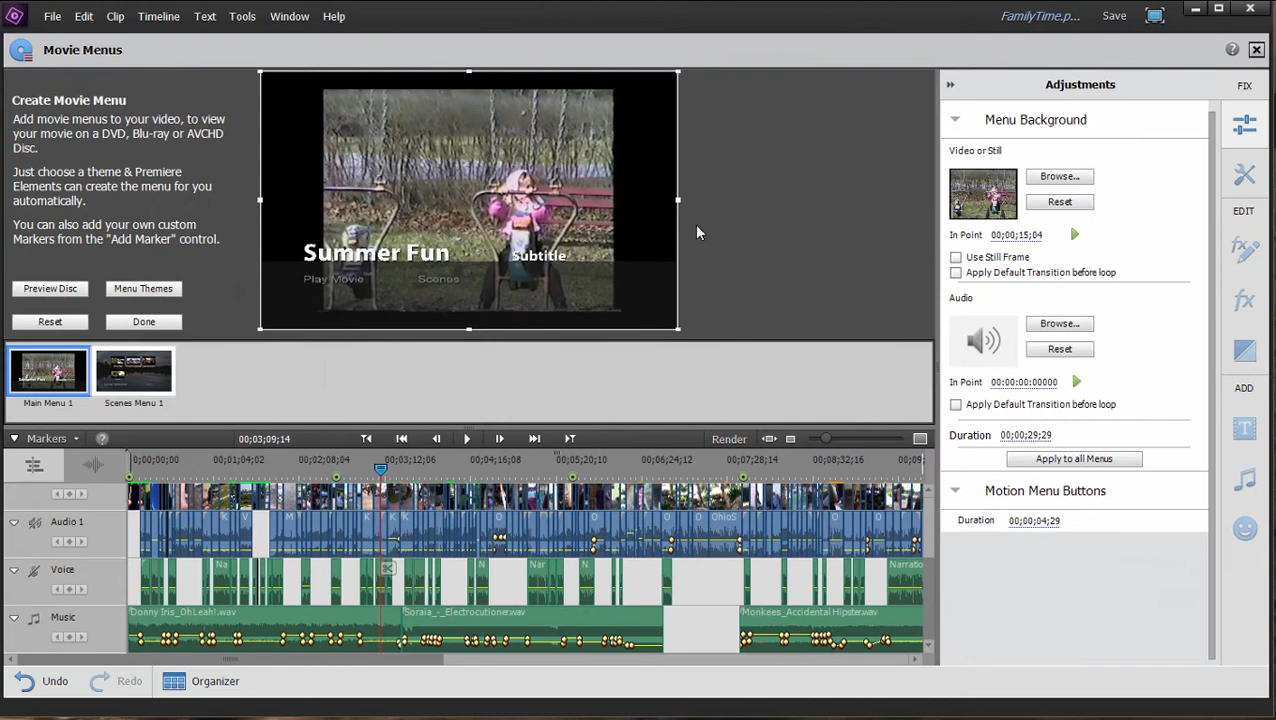 File Edit Clip Timeline Text Tools Window Help FamilyTime.p... Save
Movie Menus
Adjustments FIX
Create Movie Menu
Add movie menus to your video, to view
your movie on a DVD, Blu-ray or AVCHD
Disc.
Just choose a theme & Premiere
Elements can create the menu for you
automatically.
You can also add your own custom
Markers from the "Add Marker" control.
Preview Disc Menu Themes
Reset Done
Summer Fun Subtitle
Play Movie Scenes
Menu Background
Video or Still
Browse...
Reset
In Point 00;00;15;04
Use Still Frame
Apply Default Transition before loop
Audio
Browse...
Reset
In Point 00:00:00:00000
Apply Default Transition before loop
Duration 00;00;29;29
Apply to all Menus
Motion Menu Buttons
Duration 00;00;04;29
EDIT
ADD
Main Menu 1 Scenes Menu 1
Markers 00;03;09;14 Render
00;00;00;00 00;01;04;02 00;02;08;04 00;03;12;06 00;04;16;08 00;05;20;10 00;06;24;12 00;07;28;14 00;08;32;16 00;09;
Audio 1 K V M K K K O O O O OhioS O O
Voice Na N Nar N Narratio
Music Donny Iris_OhLeah!.wav Soraia_-_Electrocutioner.wav Monkees_Accidental Hipster.wav
Undo Redo Organizer